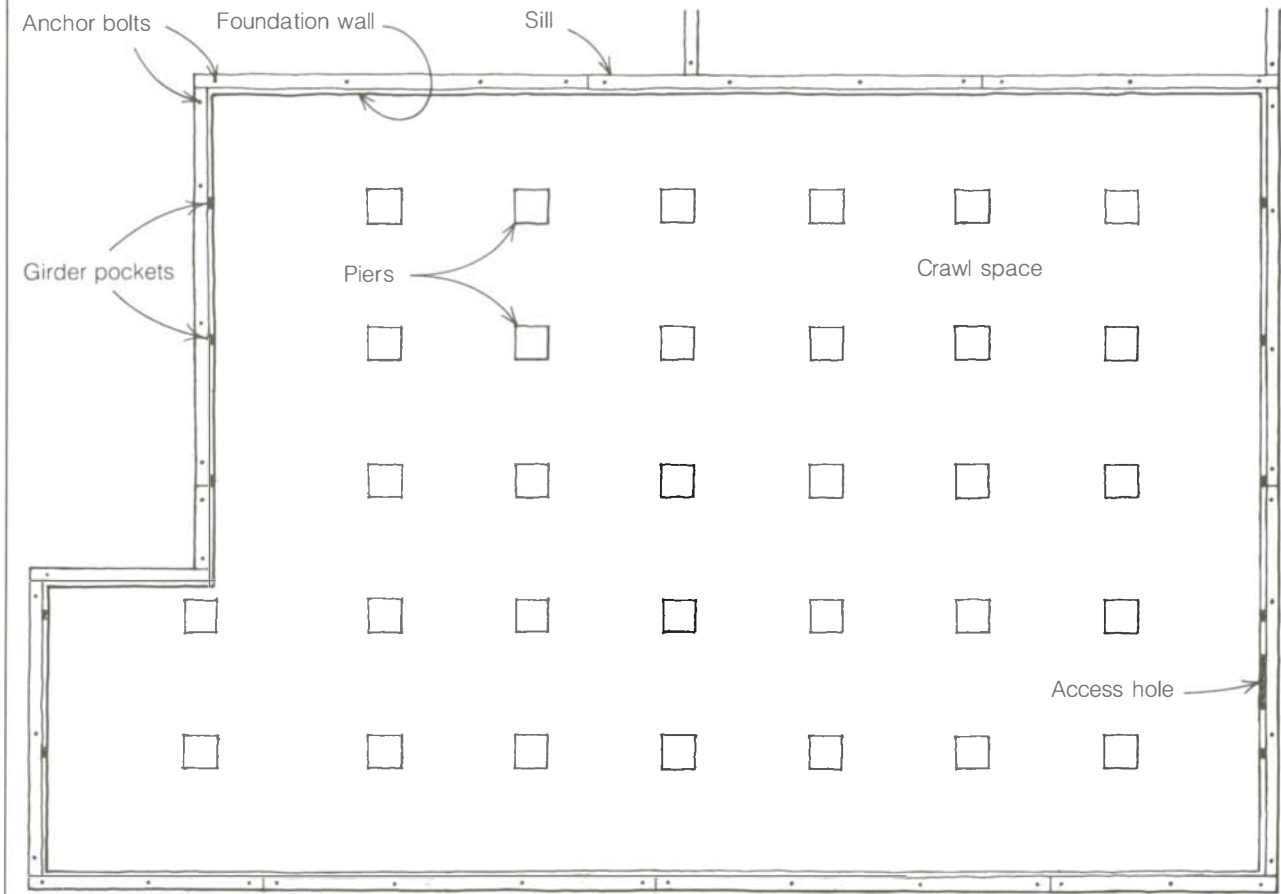 Anchor bolts
Foundation wall
Sill
Girder pockets
Piers
Crawl space
Access hole